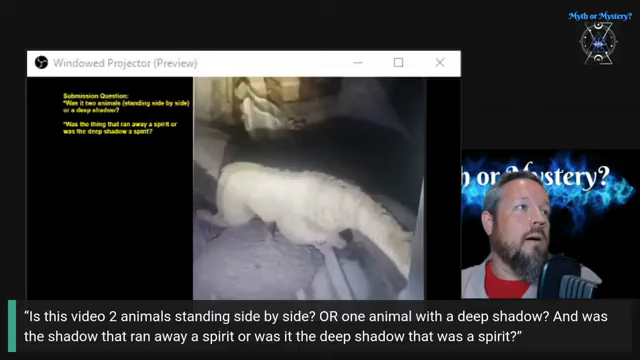 Myth or Mystery?
Windowed Projector (Preview)
Submission Question:
"Was it two animals (standing side by side)
or a deep shadow?
"Was the thing that ran away a spirit or
was the deep shadow a spirit?
th or Mystery?
“Is this video 2 animals standing side by side? OR one animal with a deep shadow? And was
the shadow that ran away a spirit or was it the deep shadow that was a spirit?”